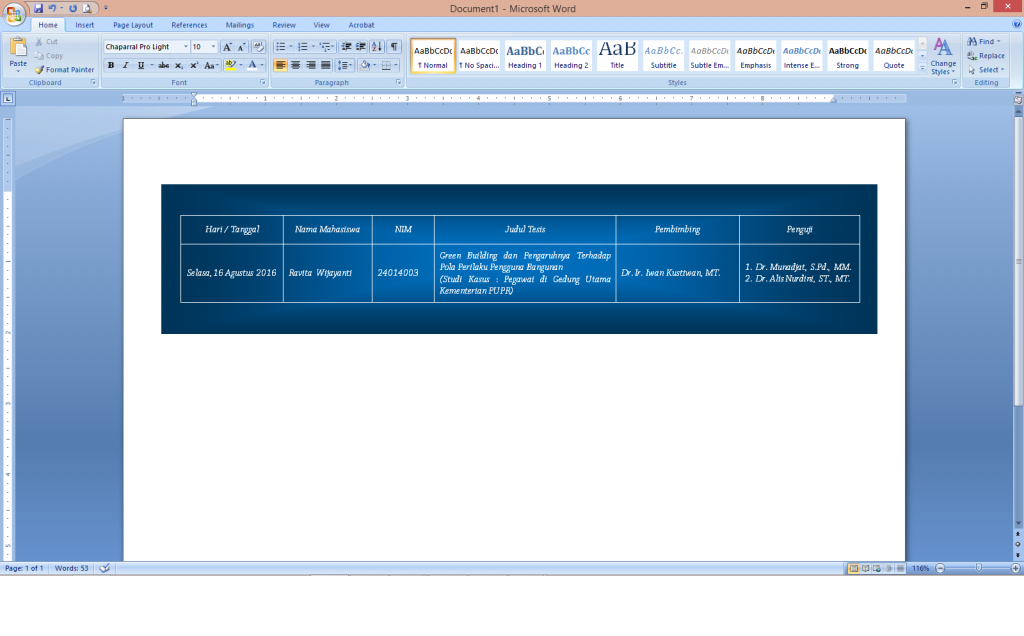 Document1 - Microsoft Word
Home Insert Page Layout References Mailings Review View Acrobat
Paste
Cut
Copy
Format Painter
Clipboard
Chaparral Pro Light 10
Font
Paragraph
AaBbCcDc AaBbCcDc AaBbC AaBbCc AaB AaBbCc. AaBbCcDc AaBbCcDc AaBbCcDc AaBbCcDc AaBbCcDc
¶ Normal ¶ No Spaci... Heading 1 Heading 2 Title Subtitle Subtle Em... Emphasis Intense E... Strong Quote
Styles
Change
Styles
Find
Replace
Select
Editing
Hari / Tanggal Nama Mahasiswa NIM Judul Tesis Pembimbing Penguji
Selasa, 16 Agustus 2016
Ravita Wijayanti
24014003
Green Building dan Pengaruhnya Terhadap
Pola Perilaku Pengguna Bangunan
(Studi Kasus : Pegawai di Gedung Utama
Kementerian PUPR)
Dr. Ir. Iwan Kustiwan, MT.
1. Dr. Munadjat, S.Pd., MM.
2. Dr. Alis Nurdini, ST., MT.
Page: 1 of 1 Words: 53 116%